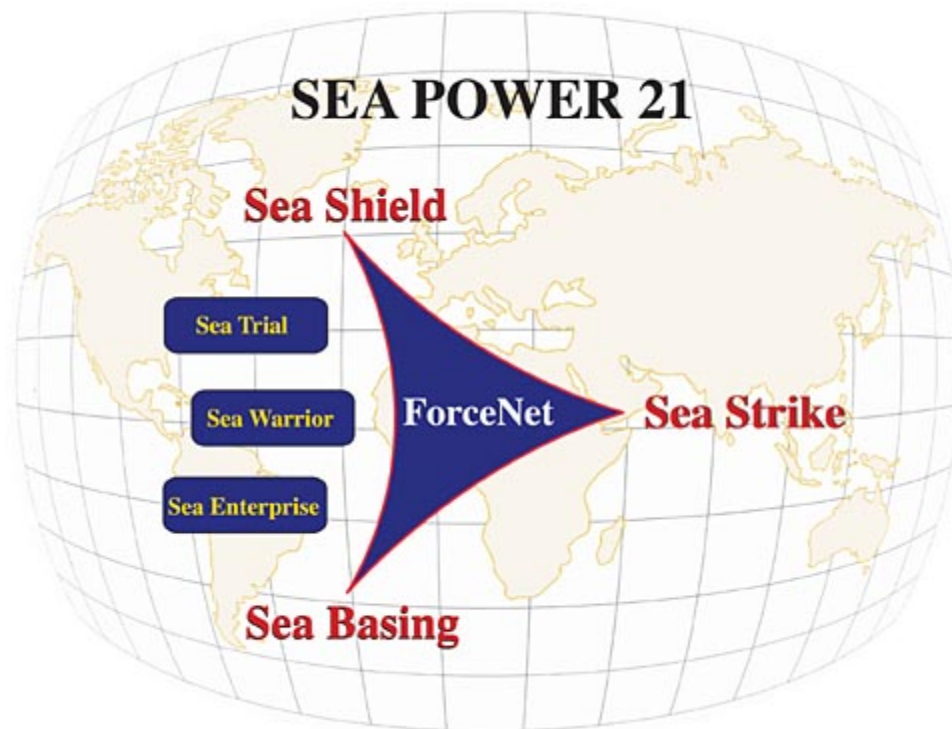 SEA POWER 21
Sea Shield
Sea Trial
Sea Warrior
ForceNet
Sea Strike
Sea Enterprise
Sea Basing